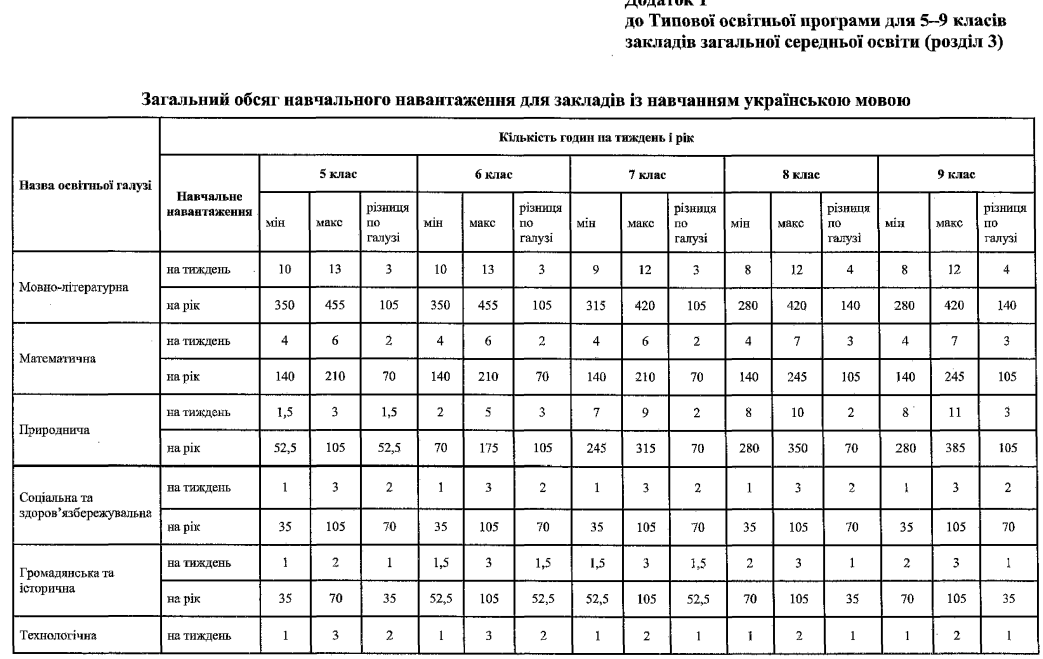 Додаток 1
до Типової освітньої програми для 5–9 класів
закладів загальної середньої освіти (розділ 3)
Загальний обсяг навчального навантаження для закладів із навчанням українською мовою
Назва освітньої галузі
Кількість годин на тиждень і рік
Навчальне навантаження
5 клас 6 клас 7 клас 8 клас 9 клас
мін макс різниця по галузі мін макс різниця по галузі мін макс різниця по галузі мін макс різниця по галузі мін макс різниця по галузі
Мовно-літературна
на тиждень 10 13 3 10 13 3 9 12 3 8 12 4 8 12 4
на рік 350 455 105 350 455 105 315 420 105 280 420 140 280 420 140
Математична
на тиждень 4 6 2 4 6 2 4 6 2 4 7 3 4 7 3
на рік 140 210 70 140 210 70 140 210 70 140 245 105 140 245 105
Природнича
на тиждень 1,5 3 1,5 2 5 3 7 9 2 8 10 2 8 11 3
на рік 52,5 105 52,5 70 175 105 245 315 70 280 350 70 280 385 105
Соціальна та здоров’язбережувальна
на тиждень 1 3 2 1 3 2 1 3 2 1 3 2 1 3 2
на рік 35 105 70 35 105 70 35 105 70 35 105 70 35 105 70
Громадянська та історична
на тиждень 1 2 1 1,5 3 1,5 1,5 3 1,5 2 3 1 2 3 1
на рік 35 70 35 52,5 105 52,5 52,5 105 52,5 70 105 35 70 105 35
Технологічна на тиждень 1 3 2 1 3 2 1 2 1 1 2 1 1 2 1